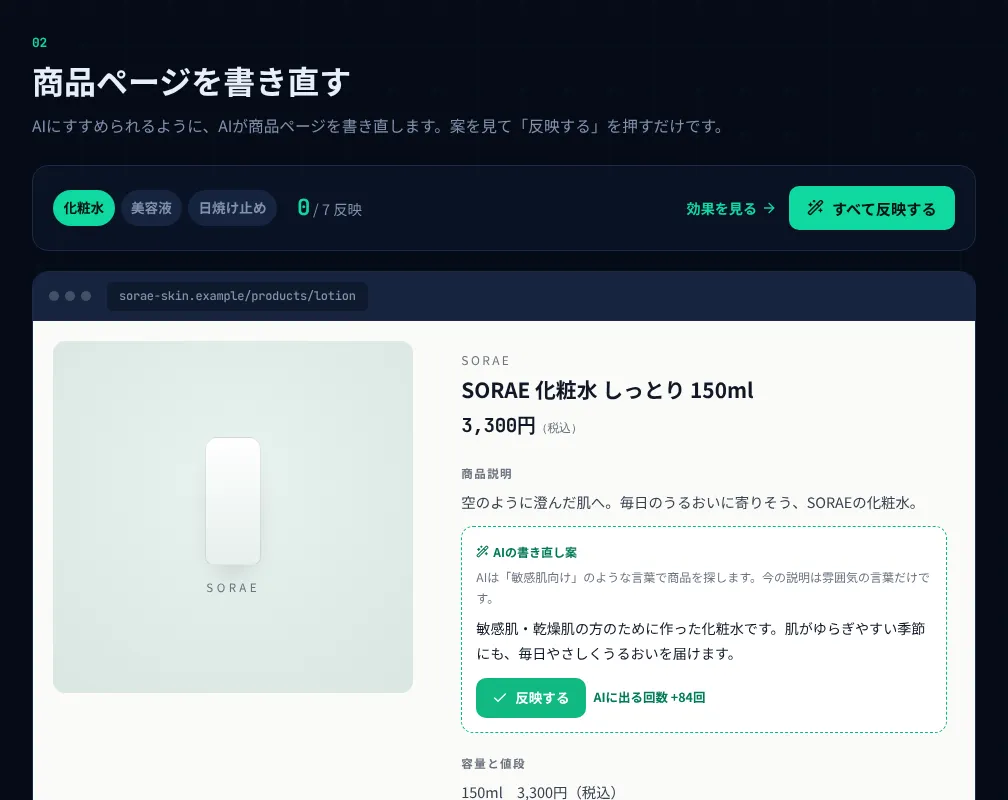 02
商品ページを書き直す
AIにすすめられるように、AIが商品ページを書き直します。案を見て「反映する」を押すだけです。
化粧水 美容液 日焼け止め 0 / 7 反映 効果を見る → すべて反映する
sorae-skin.example/products/lotion
SORAE
SORAE 化粧水 しっとり 150ml
3,300円（税込）
商品説明
空のように澄んだ肌へ。毎日のうるおいに寄りそう、SORAEの化粧水。
AIの書き直し案
AIは「敏感肌向け」のような言葉で商品を探します。今の説明は雰囲気の言葉だけで
す。
敏感肌・乾燥肌の方のために作った化粧水です。肌がゆらぎやすい季節
にも、毎日やさしくうるおいを届けます。
反映する AIに出る回数 +84回
SORAE
容量と値段
150ml 3,300円（税込）